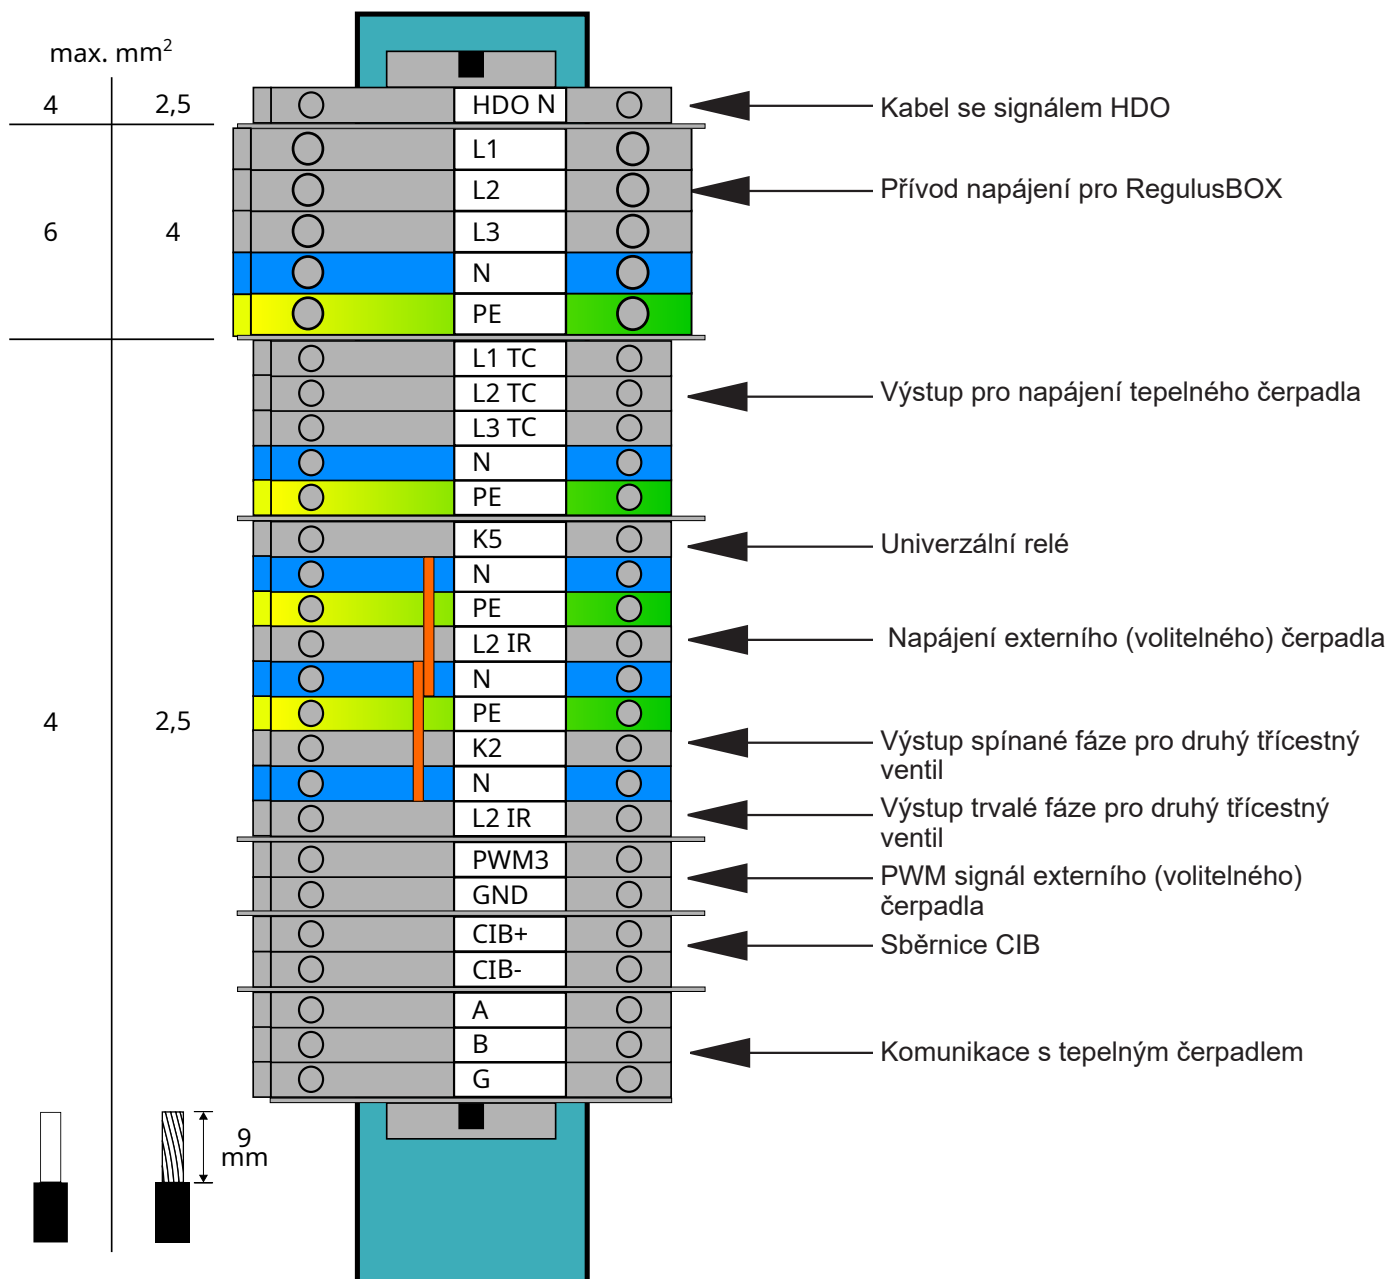 max. mm²
4 2,5 HDO N Kabel se signálem HDO
L1
L2 Přívod napájení pro RegulusBOX
6 4 L3
N
PE
L1 TC
L2 TC Výstup pro napájení tepelného čerpadla
L3 TC
N
PE
K5 Univerzální relé
N
PE
L2 IR Napájení externího (volitelného) čerpadla
N
4 2,5 PE
K2 Výstup spínané fáze pro druhý třícestný
ventil
N
L2 IR Výstup trvalé fáze pro druhý třícestný
ventil
PWM3 PWM signál externího (volitelného)
GND čerpadla
CIB+ Sběrnice CIB
CIB-
A
B Komunikace s tepelným čerpadlem
G
9
mm